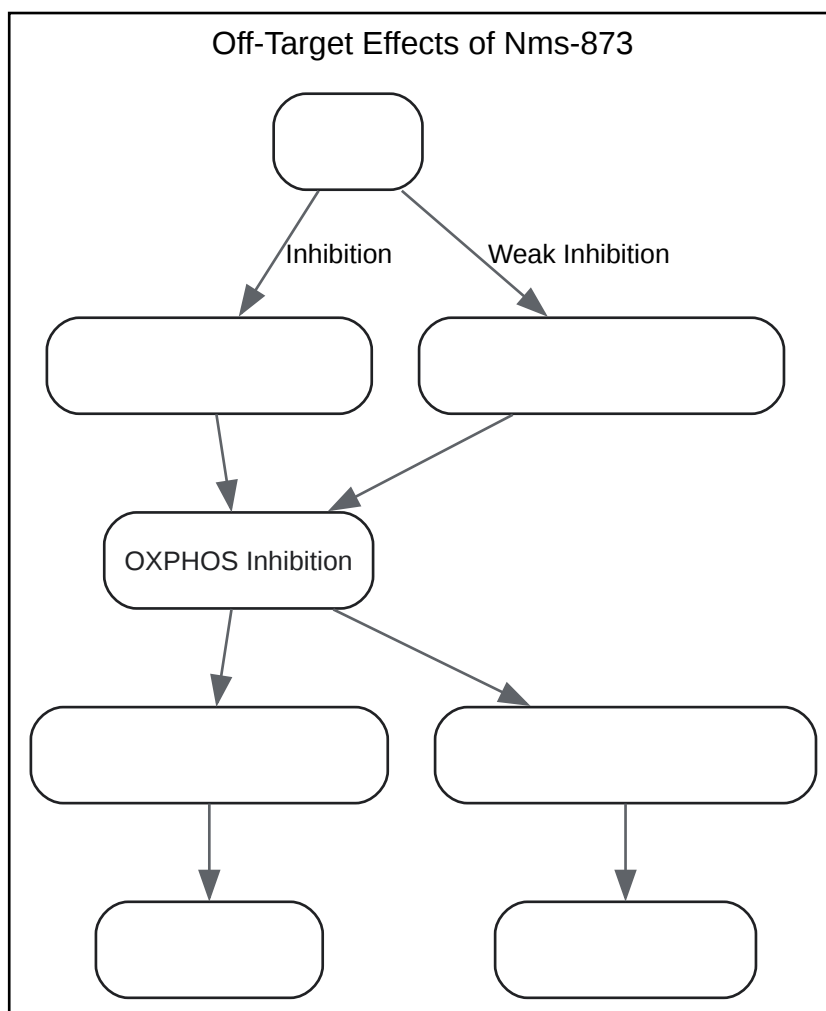 Off-Target Effects of Nms-873
Inhibition
Weak Inhibition
OXPHOS Inhibition